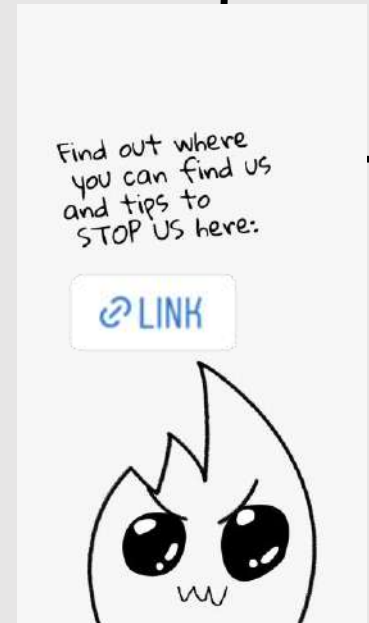 Find out where
you can find us
and tips to
STOP US here:
LINK